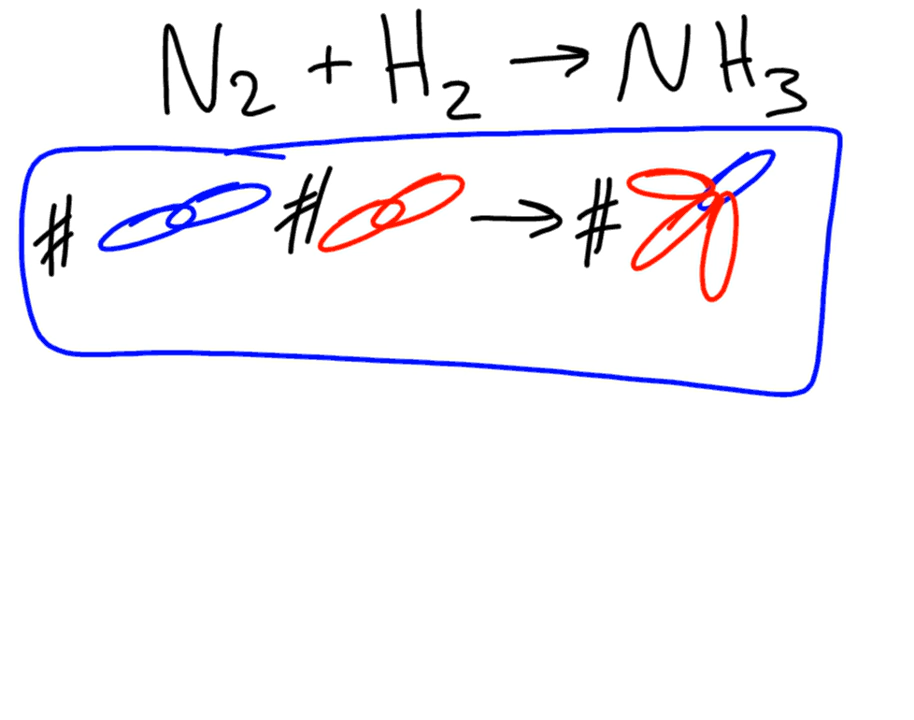 N₂ + H₂ → NH₃
# # → #